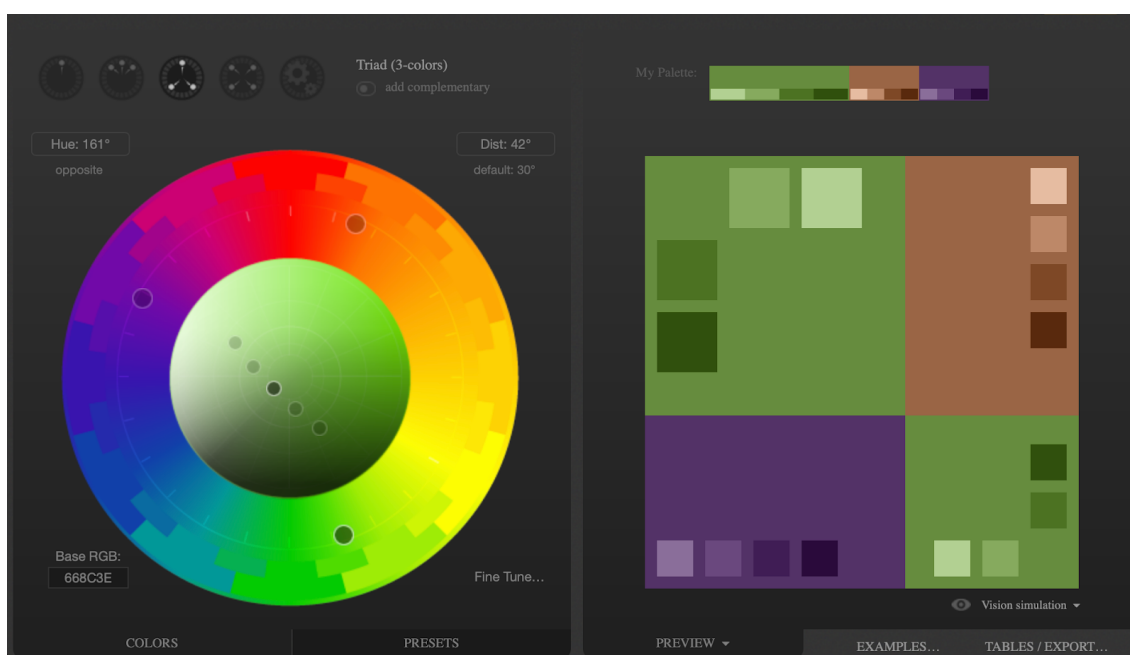 Triad (3-colors)
add complementary
My Palette:
Hue: 161°
opposite
Dist: 42°
default: 30°
Base RGB:
668C3E
Fine Tune...
Vision simulation
COLORS
PRESETS
PREVIEW
EXAMPLES...
TABLES / EXPORT...